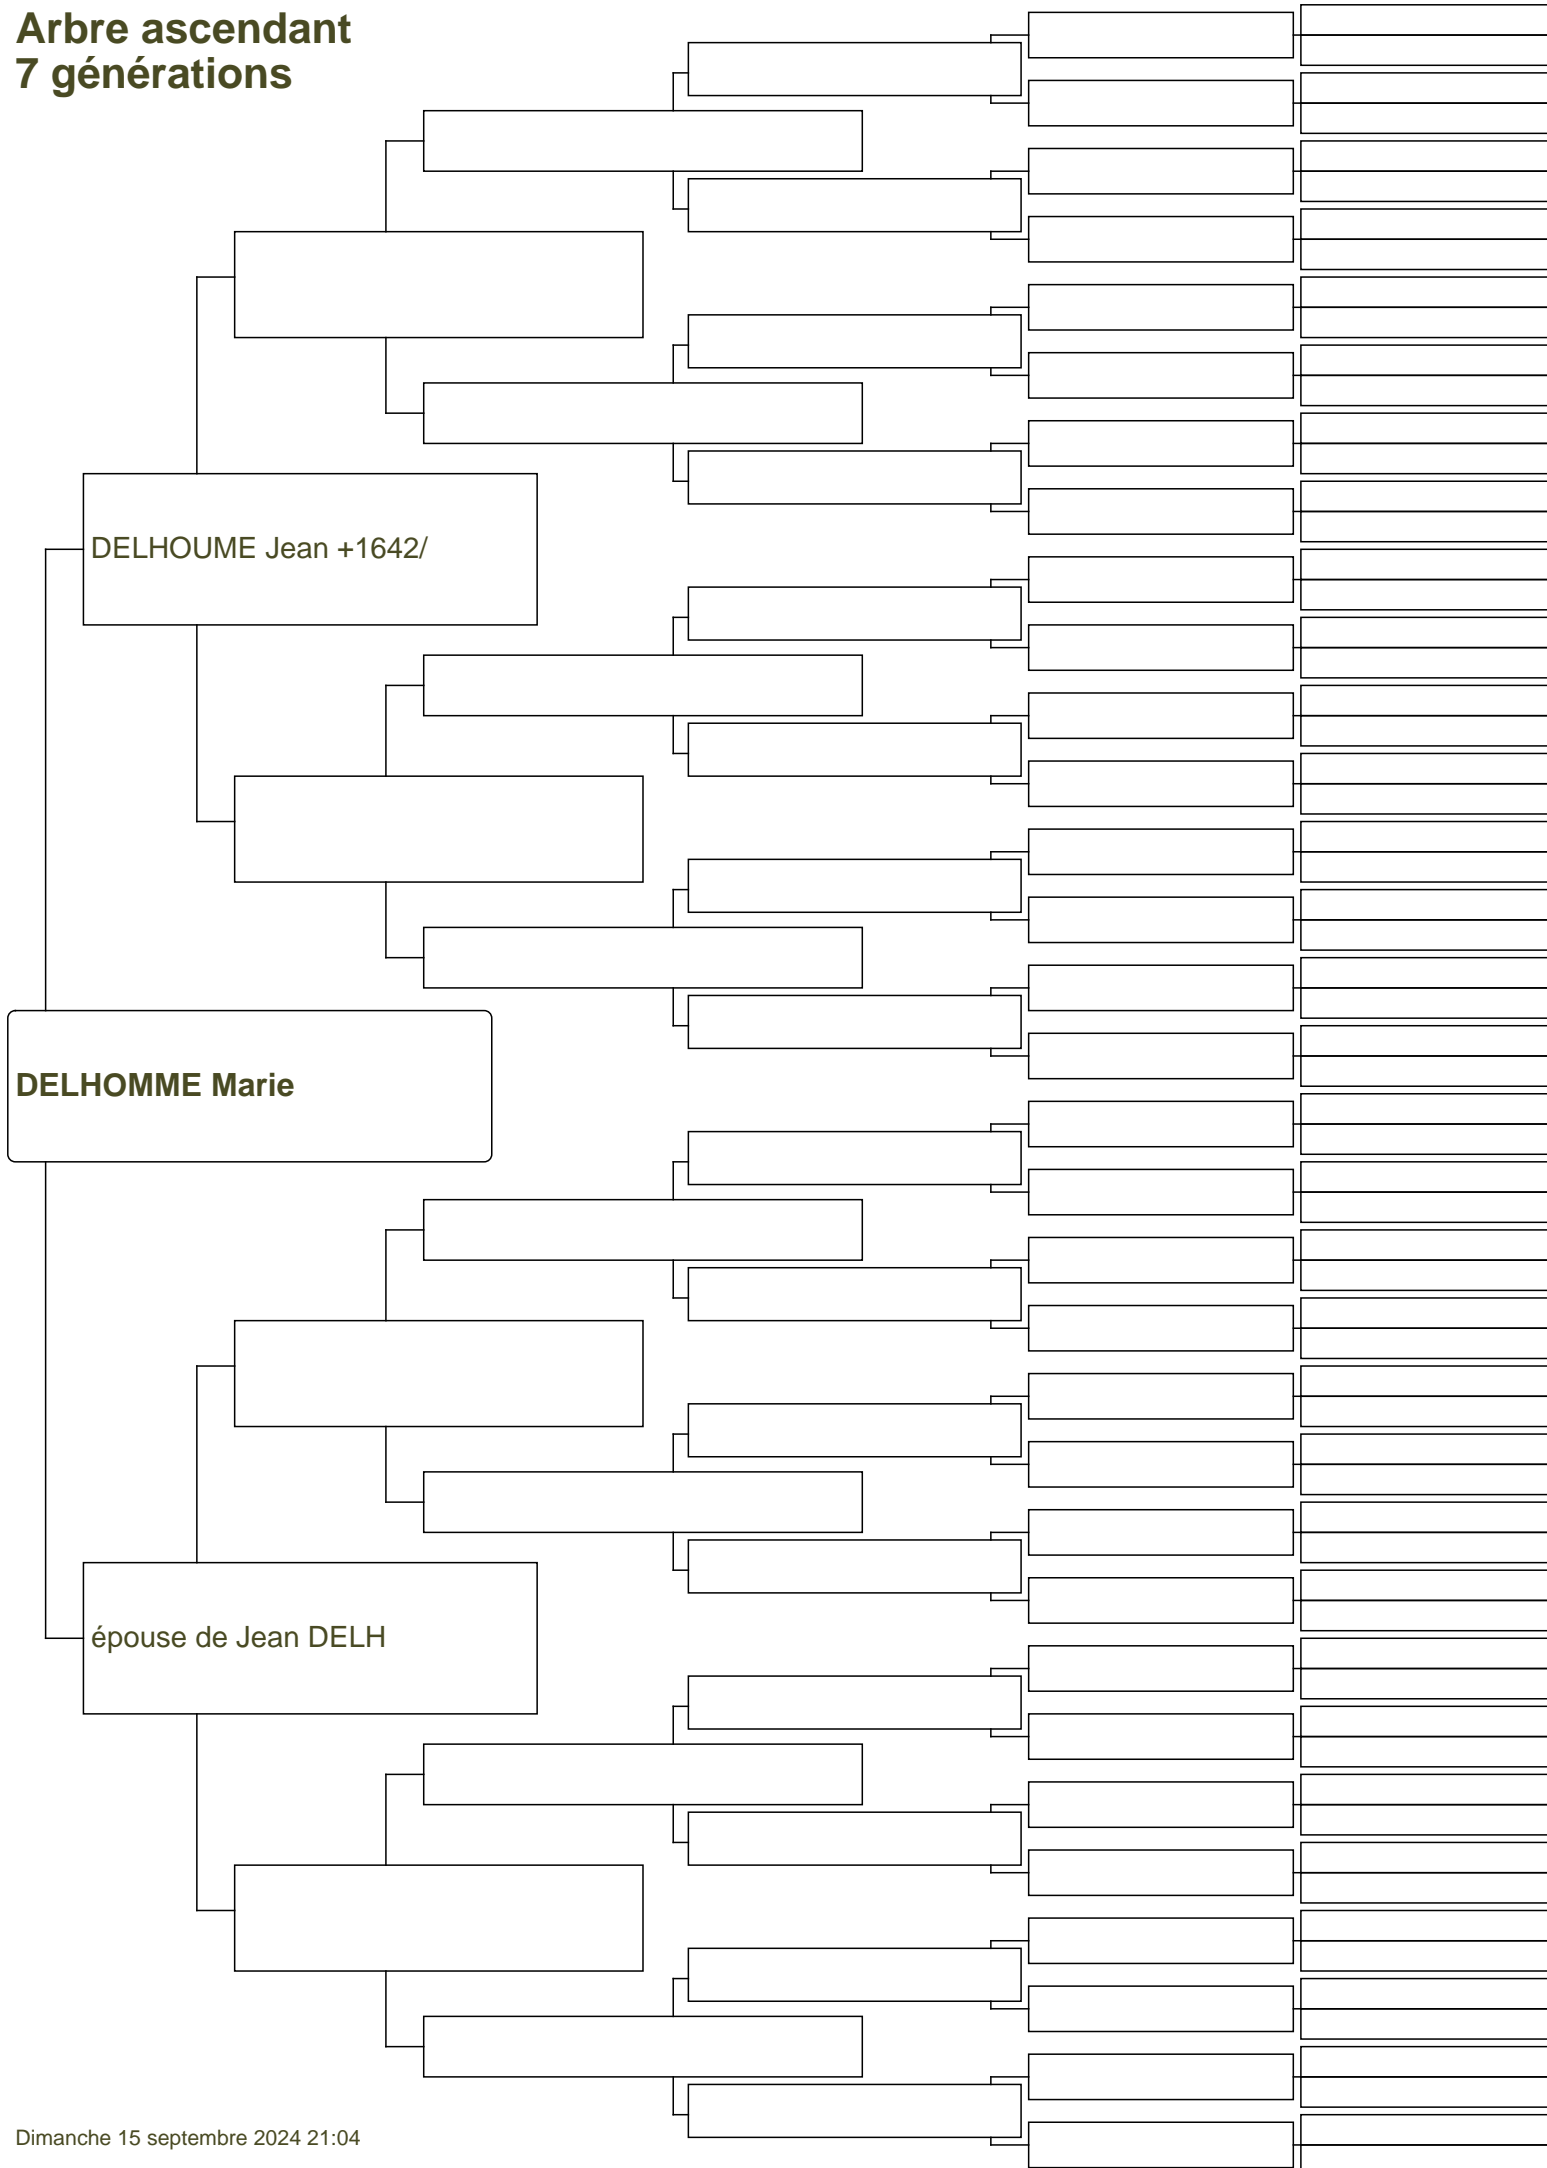 Arbre ascendant
7 générations
DELHOUME Jean +1642/
DELHOMME Marie
épouse de Jean DELH
Dimanche 15 septembre 2024 21:04